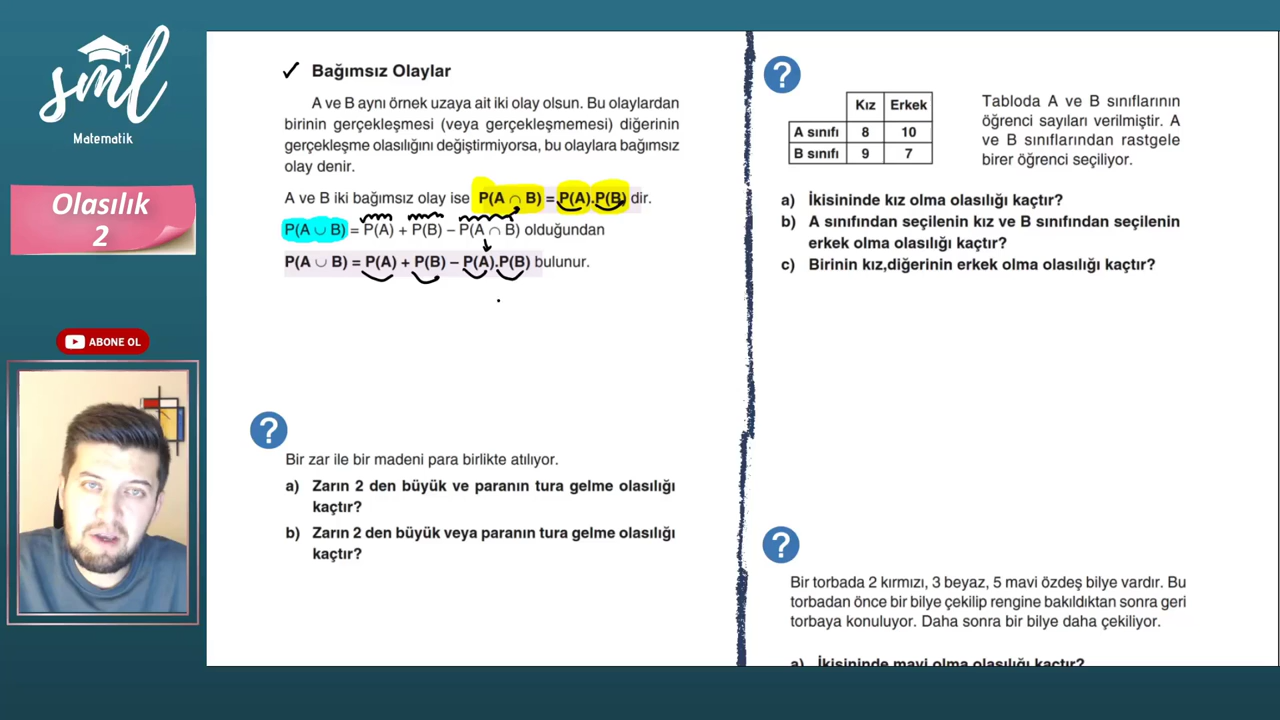 sml
Matematik
Olasılık
2
ABONE OL
Bağımsız Olaylar
A ve B aynı örnek uzaya ait iki olay olsun. Bu olaylardan
birinin gerçekleşmesi (veya gerçekleşmemesi) diğerinin
gerçekleşme olasılığını değiştirmiyorsa, bu olaylara bağımsız
olay denir.
A ve B iki bağımsız olay ise P(A ∩ B) = P(A).P(B) dir.
P(A ∪ B) = P(A) + P(B) – P(A ∩ B) olduğundan
P(A ∪ B) = P(A) + P(B) – P(A).P(B) bulunur.
?
Bir zar ile bir madeni para birlikte atılıyor.
a) Zarın 2 den büyük ve paranın tura gelme olasılığı
kaçtır?
b) Zarın 2 den büyük veya paranın tura gelme olasılığı
kaçtır?
?
Kız Erkek
A sınıfı 8 10
B sınıfı 9 7
Tabloda A ve B sınıflarının
öğrenci sayıları verilmiştir. A
ve B sınıflarından rastgele
birer öğrenci seçiliyor.
a) İkisininde kız olma olasılığı kaçtır?
b) A sınıfından seçilenin kız ve B sınıfından seçilenin
erkek olma olasılığı kaçtır?
c) Birinin kız,diğerinin erkek olma olasılığı kaçtır?
?
Bir torbada 2 kırmızı, 3 beyaz, 5 mavi özdeş bilye vardır. Bu
torbadan önce bir bilye çekilip rengine bakıldıktan sonra geri
torbaya konuluyor. Daha sonra bir bilye daha çekiliyor.
a) İkisininde mavi olma olasılığı kaçtır?